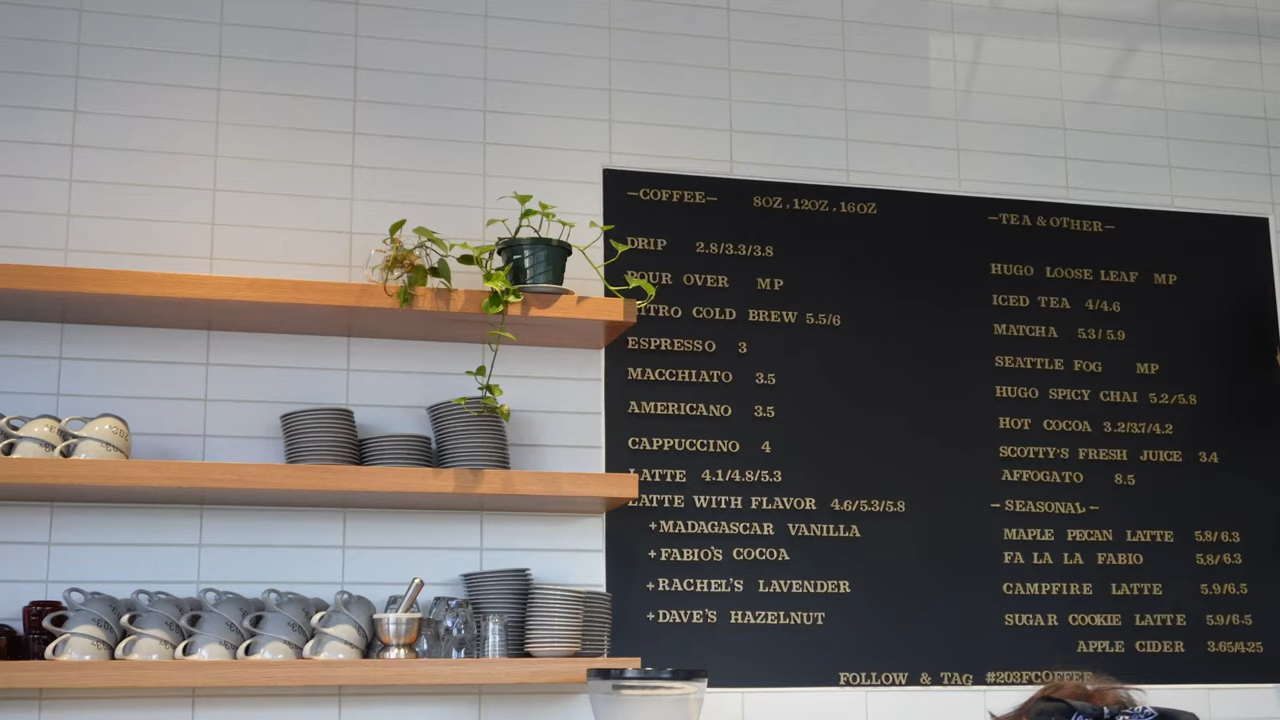 —COFFEE— 8OZ, 12OZ, 16OZ
DRIP 2.8/3.3/3.8
POUR OVER MP
NITRO COLD BREW 5.5/6
ESPRESSO 3
MACCHIATO 3.5
AMERICANO 3.5
CAPPUCCINO 4
LATTE 4.1/4.8/5.3
LATTE WITH FLAVOR 4.6/5.3/5.8
+MADAGASCAR VANILLA
+FABIO'S COCOA
+RACHEL'S LAVENDER
+DAVE'S HAZELNUT
—TEA & OTHER—
HUGO LOOSE LEAF MP
ICED TEA 4/4.6
MATCHA 5.3/5.9
SEATTLE FOG MP
HUGO SPICY CHAI 5.2/5.8
HOT COCOA 3.2/3.7/4.2
SCOTTY'S FRESH JUICE 3.4
AFFOGATO 8.5
—SEASONAL—
MAPLE PECAN LATTE 5.8/6.3
FA LA LA FABIO 5.8/6.3
CAMPFIRE LATTE 5.9/6.5
SUGAR COOKIE LATTE 5.9/6.5
APPLE CIDER 3.65/4.25
FOLLOW & TAG #203FCOFFEE